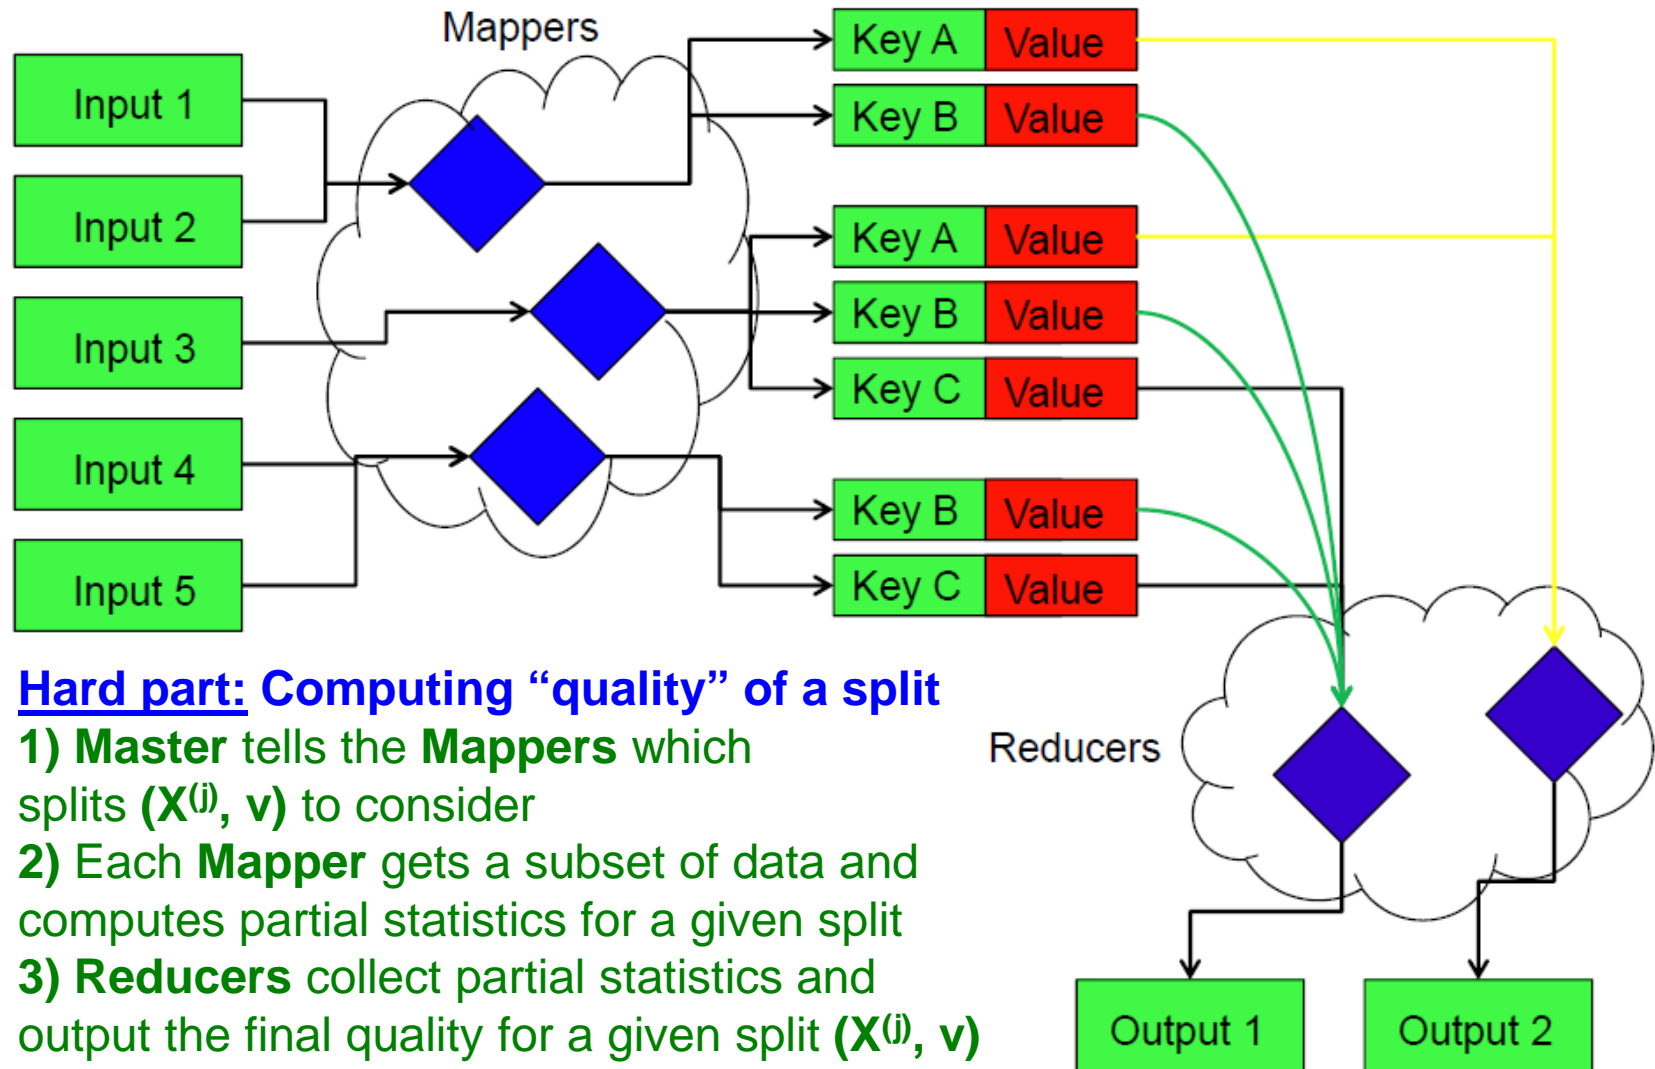 Mappers
Input 1
Input 2
Input 3
Input 4
Input 5
Key A Value
Key B Value
Key A Value
Key B Value
Key C Value
Key B Value
Key C Value
Hard part: Computing “quality” of a split
1) Master tells the Mappers which
splits (X(j), v) to consider
2) Each Mapper gets a subset of data and
computes partial statistics for a given split
3) Reducers collect partial statistics and
output the final quality for a given split (X(j), v)
Reducers
Output 1
Output 2